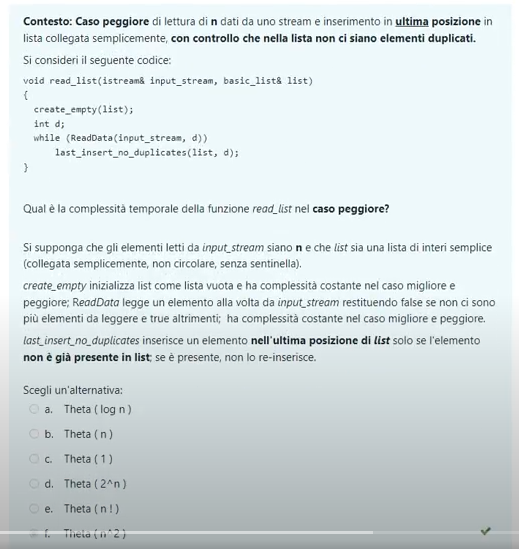 Contesto: Caso peggiore di lettura di n dati da uno stream e inserimento in ultima posizione in
lista collegata semplicemente, con controllo che nella lista non ci siano elementi duplicati.
Si consideri il seguente codice:
void read_list(istream& input_stream, basic_list& list)
{
create_empty(list);
int d;
while (ReadData(input_stream, d))
last_insert_no_duplicates(list, d);
}
Qual è la complessità temporale della funzione read_list nel caso peggiore?
Si supponga che gli elementi letti da input_stream siano n e che list sia una lista di interi semplice
(collegata semplicemente, non circolare, senza sentinella).
create_empty inizializza list come lista vuota e ha complessità costante nel caso migliore e
peggiore; ReadData legge un elemento alla volta da input_stream restituendo false se non ci sono
più elementi da leggere e true altrimenti; ha complessità costante nel caso migliore e peggiore.
last_insert_no_duplicates inserisce un elemento nell'ultima posizione di list solo se l'elemento
non è già presente in list; se è presente, non lo re-inserisce.
Scegli un'alternativa:
a. Theta ( log n )
b. Theta ( n )
c. Theta ( 1 )
d. Theta ( 2^n )
e. Theta ( n ! )
f. Theta ( n^2 )